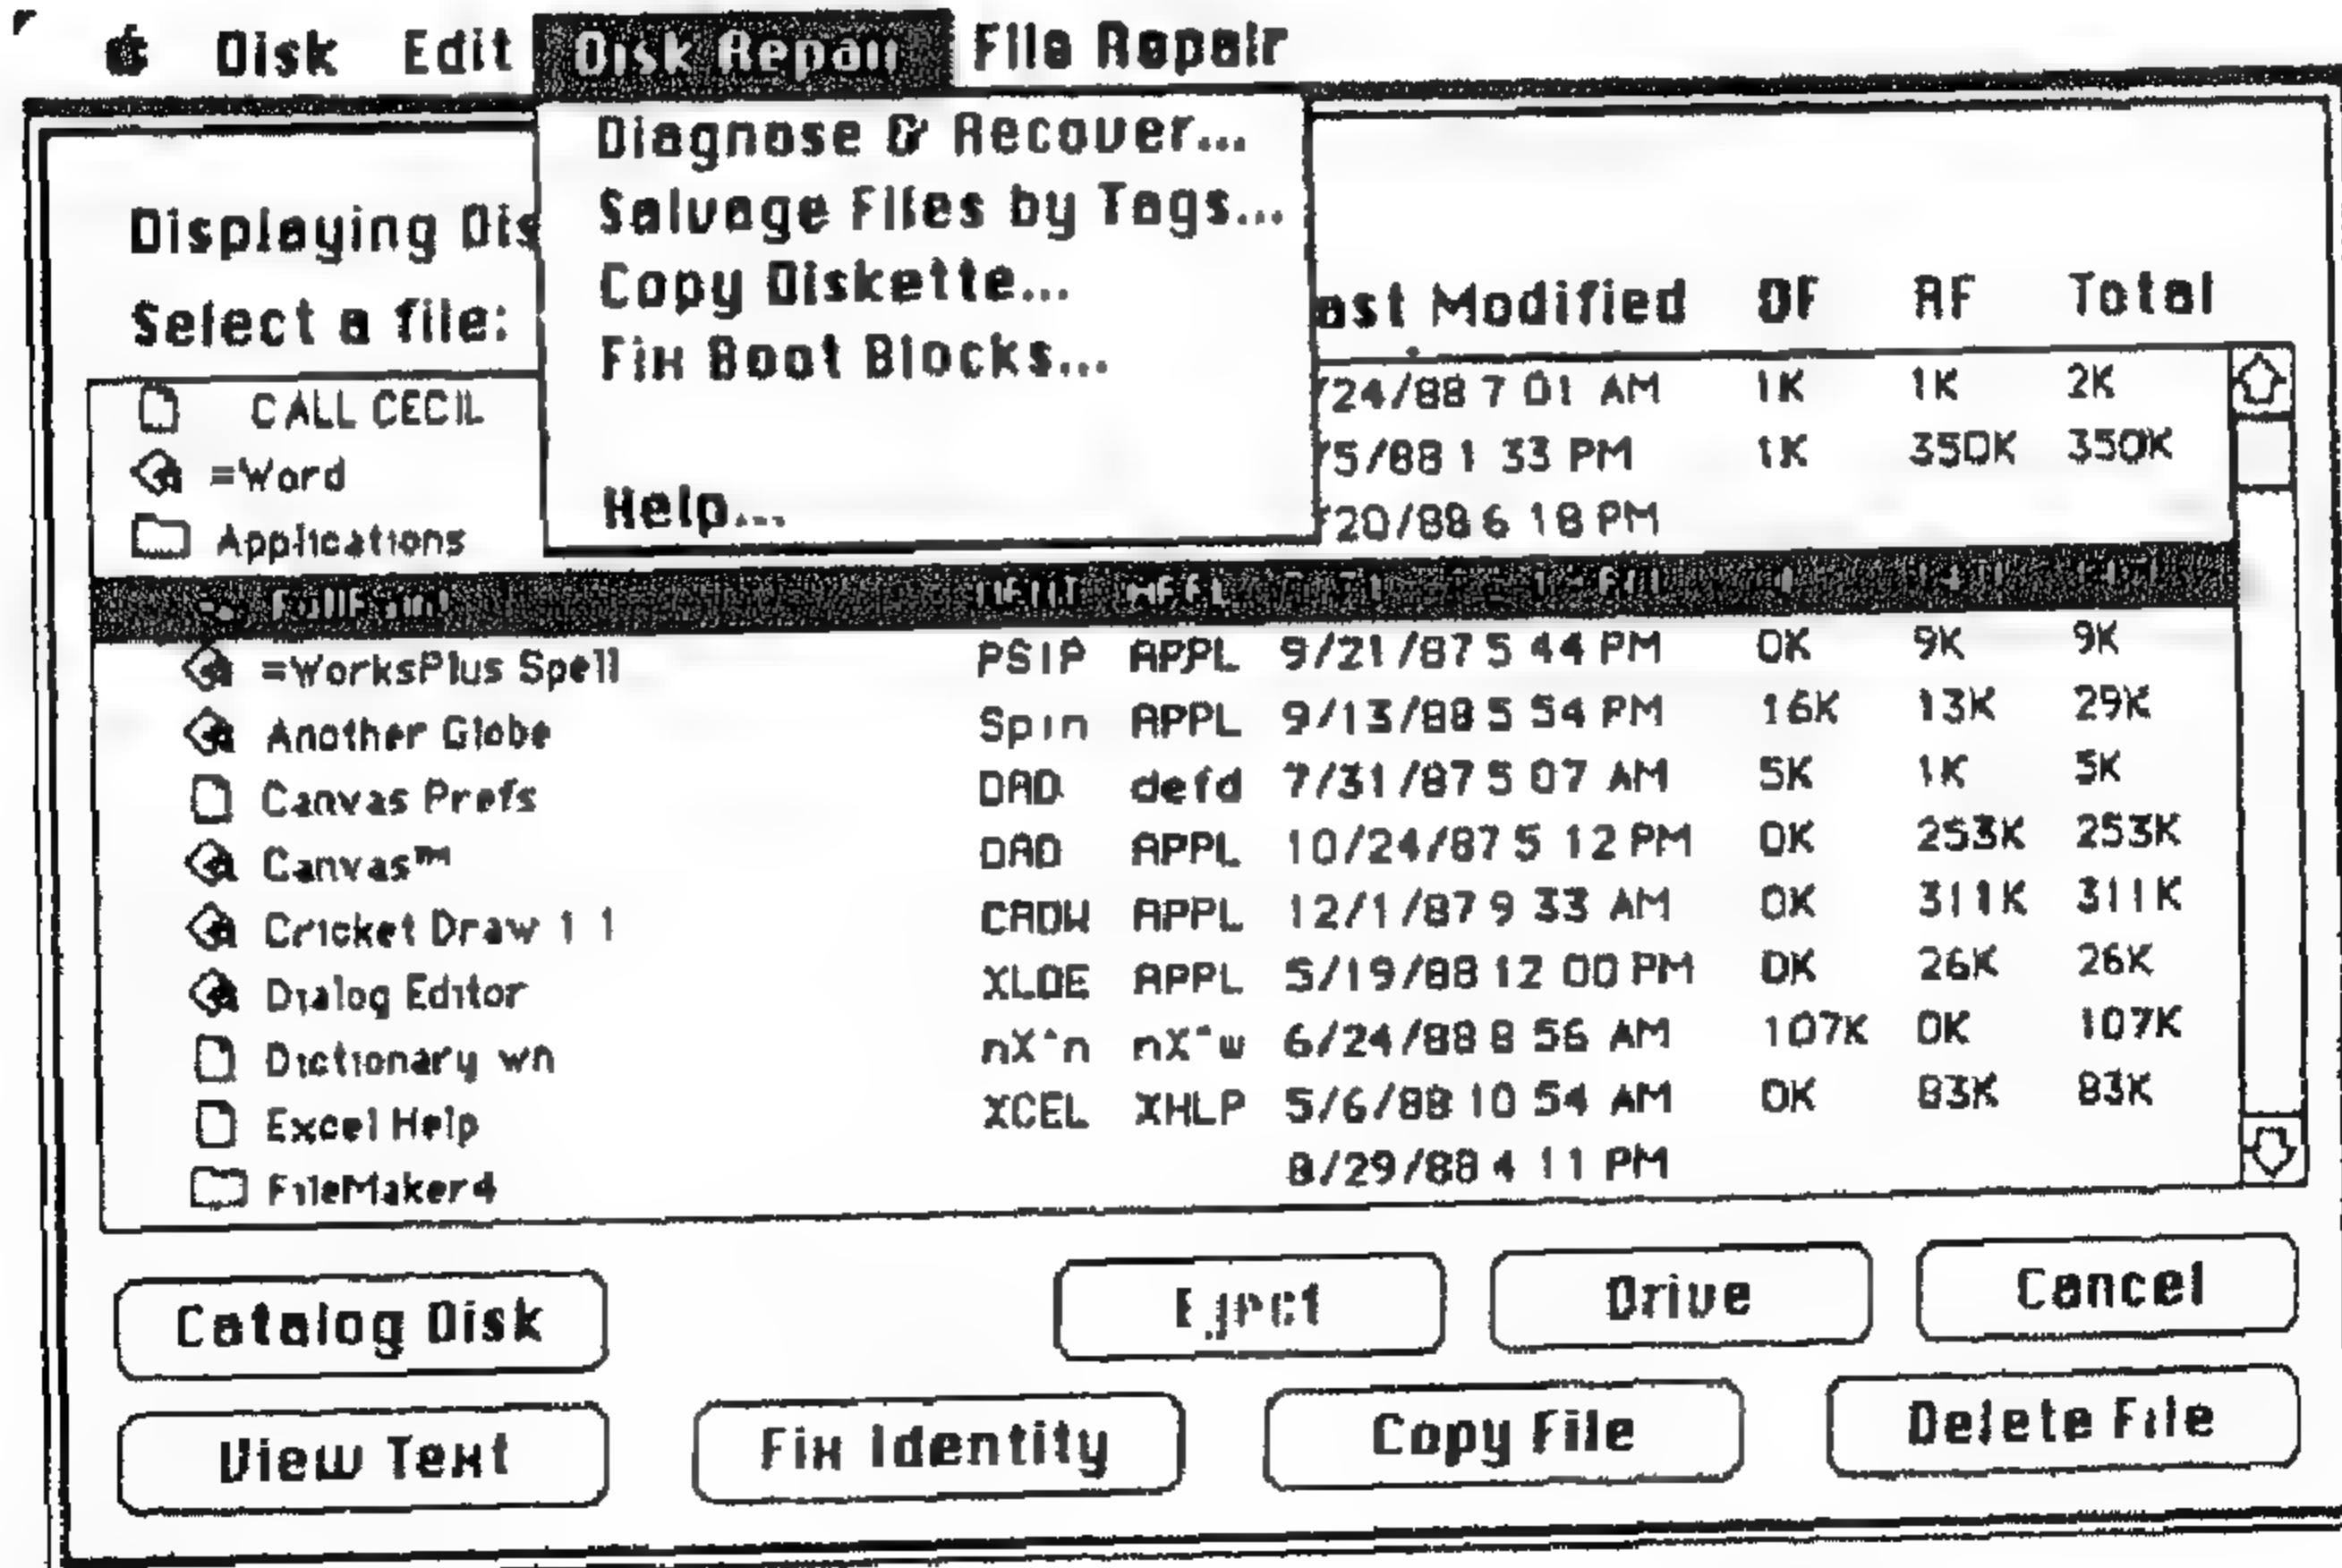 Disk Edit Disk Repair File Repair
Diagnose & Recover...
Salvage Files by Tags...
Copy Diskette...
Fix Boot Blocks...
Help...
Displaying Dis
Select a file:
ast Modified DF RF Total
CALL CECIL /24/88 7 01 AM 1K 1K 2K
=Word /5/88 1 33 PM 1K 350K 350K
Applications /20/88 6 18 PM
=WorksPlus Spell PSIP APPL 9/21/87 5 44 PM 0K 9K 9K
Another Globe Spin APPL 9/13/88 5 54 PM 16K 13K 29K
Canvas Prefs DAD defd 7/31/87 5 07 AM 5K 1K 5K
Canvas™ DAD APPL 10/24/87 5 12 PM 0K 253K 253K
Cricket Draw 1 1 CRDW APPL 12/1/87 9 33 AM 0K 311K 311K
Dialog Editor XLDE APPL 5/19/88 12 00 PM 0K 26K 26K
Dictionary wn nX^n nX^w 6/24/88 8 56 AM 107K 0K 107K
Excel Help XCEL XHLP 5/6/88 10 54 AM 0K 83K 83K
FileMaker4 8/29/88 4 11 PM
Catalog Disk Eject Drive Cancel
View Text Fix Identity Copy File Delete File